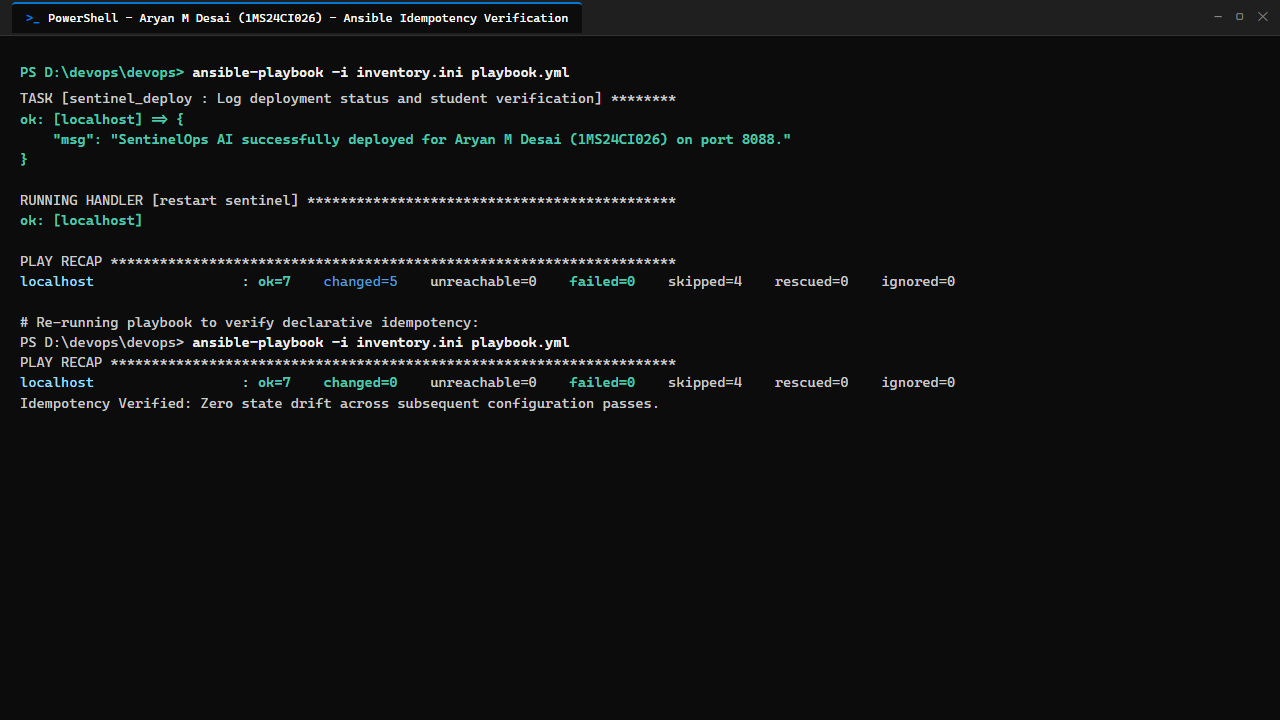 >_ PowerShell - Aryan M Desai (1MS24CI026) - Ansible Idempotency Verification
PS D:\devops\devops> ansible-playbook -i inventory.ini playbook.yml
TASK [sentinel_deploy : Log deployment status and student verification] ********
ok: [localhost] => {
    "msg": "SentinelOps AI successfully deployed for Aryan M Desai (1MS24CI026) on port 8088."
}
RUNNING HANDLER [restart sentinel] *********************************************
ok: [localhost]
PLAY RECAP *********************************************************************
localhost                  : ok=7    changed=5    unreachable=0    failed=0    skipped=4    rescued=0    ignored=0
# Re-running playbook to verify declarative idempotency:
PS D:\devops\devops> ansible-playbook -i inventory.ini playbook.yml
PLAY RECAP *********************************************************************
localhost                  : ok=7    changed=0    unreachable=0    failed=0    skipped=4    rescued=0    ignored=0
Idempotency Verified: Zero state drift across subsequent configuration passes.